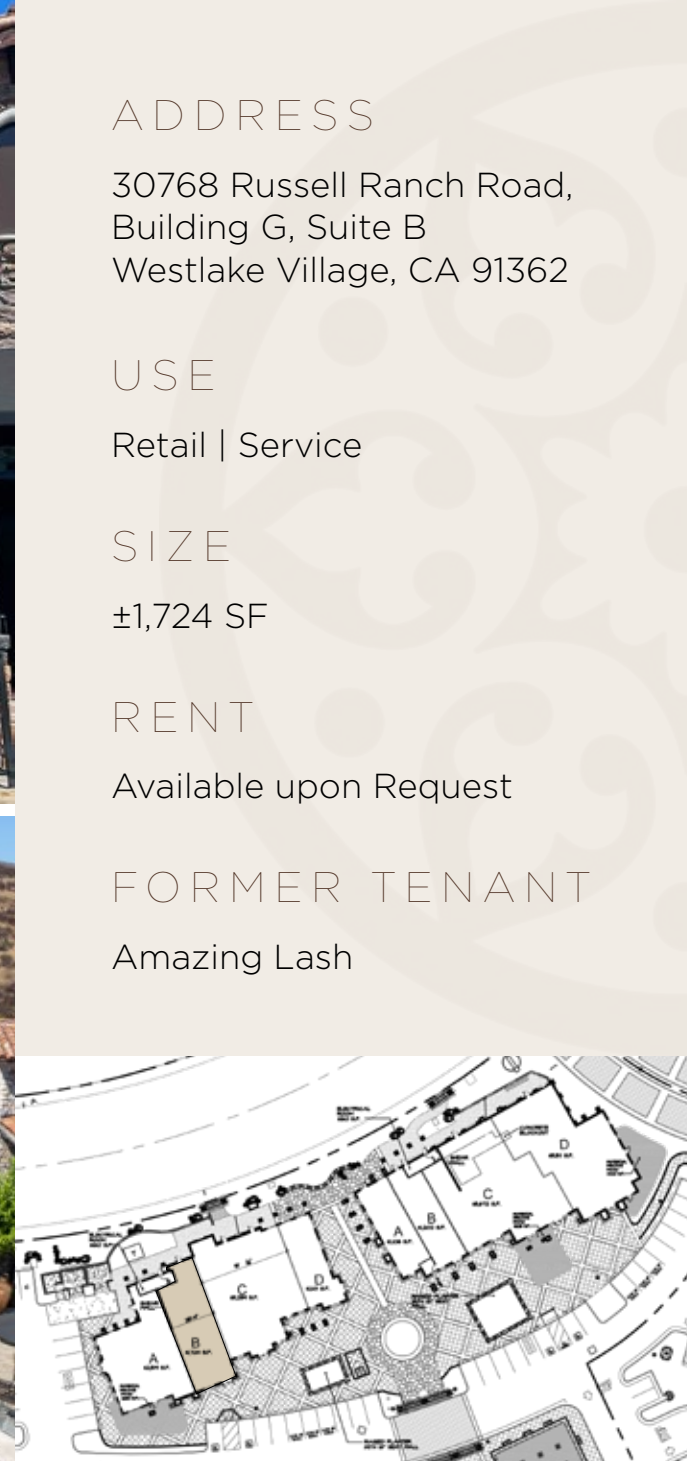 ADDRESS
30768 Russell Ranch Road,
Building G, Suite B
Westlake Village, CA 91362
USE
Retail | Service
SIZE
±1,724 SF
RENT
Available upon Request
FORMER TENANT
Amazing Lash
D
C
B
A
D
C
B
A